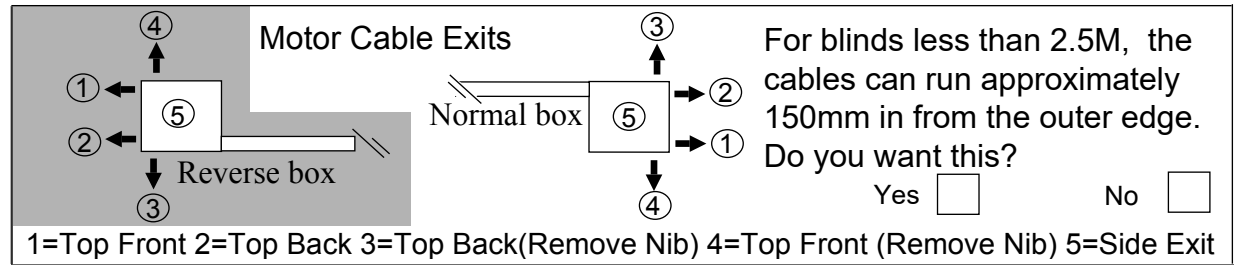 ④
Motor Cable Exits
①
⑤
②
Reverse box
③
③
②
Normal box
⑤
①
④
For blinds less than 2.5M, the
cables can run approximately
150mm in from the outer edge.
Do you want this?
Yes No
1=Top Front 2=Top Back 3=Top Back(Remove Nib) 4=Top Front (Remove Nib) 5=Side Exit